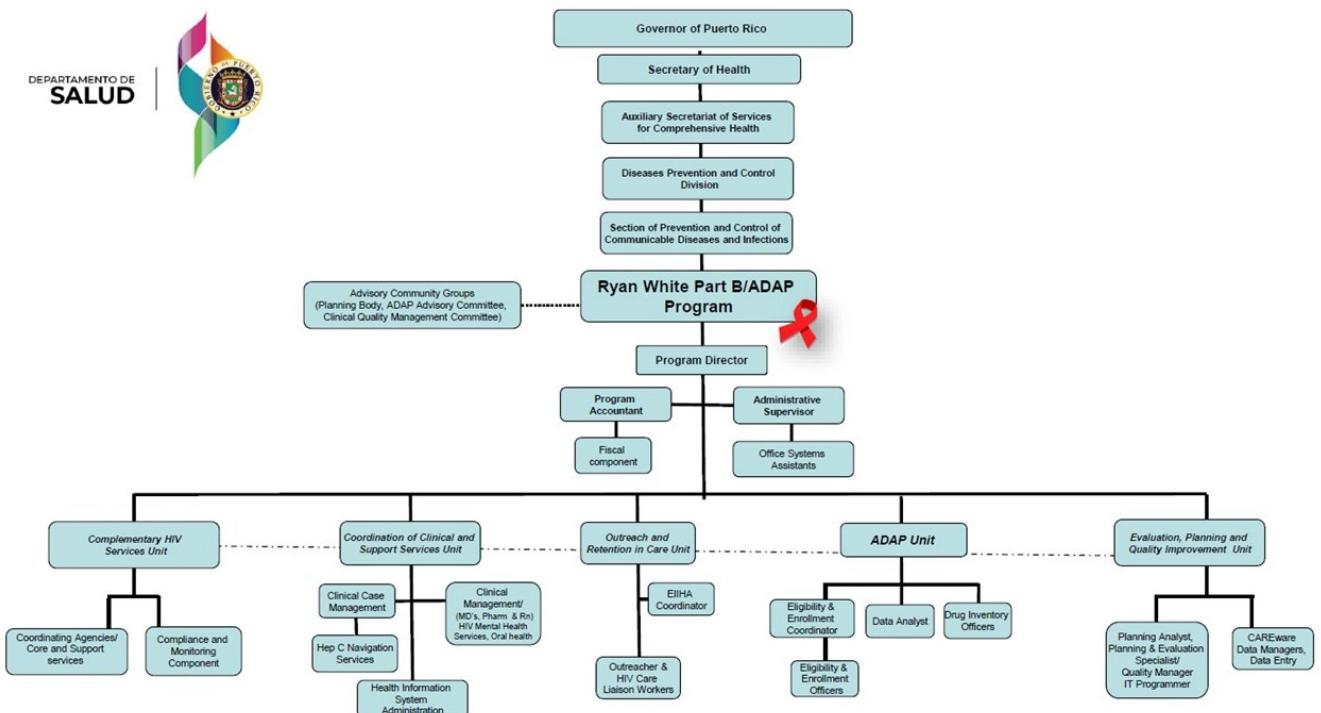 DEPARTAMENTO DE
SALUD
GOBIERNO DE PUERTO RICO
Governor of Puerto Rico
Secretary of Health
Auxiliary Secretariat of Services
for Comprehensive Health
Diseases Prevention and Control
Division
Section of Prevention and Control of
Communicable Diseases and Infections
Advisory Community Groups
(Planning Body, ADAP Advisory Committee,
Clinical Quality Management Committee)
Ryan White Part B/ADAP
Program
Program Director
Program
Accountant
Administrative
Supervisor
Fiscal
component
Office Systems
Assistants
Complementary HIV
Services Unit
Coordination of Clinical and
Support Services Unit
Outreach and
Retention in Care Unit
ADAP Unit
Evaluation, Planning and
Quality Improvement Unit
Coordinating Agencies/
Core and Support
services
Compliance and
Monitoring
Component
Clinical Case
Management
Clinical
Management/
(MD's, Pharm & Rn)
HIV Mental Health
Services, Oral health
Hep C Navigation
Services
Health Information
System
Administration
EIIHA
Coordinator
Outreacher &
HIV Care
Liaison Workers
Eligibility &
Enrollment
Coordinator
Data Analyst
Drug Inventory
Officers
Eligibility &
Enrollment
Officers
Planning Analyst,
Planning & Evaluation
Specialist/
Quality Manager
IT Programmer
CAREware
Data Managers,
Data Entry